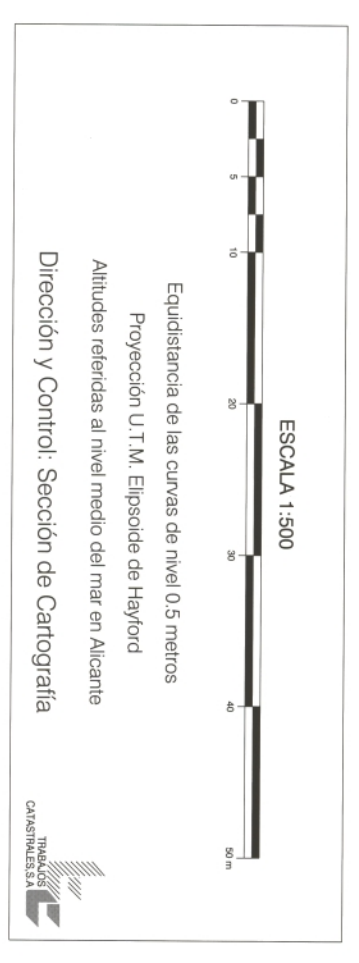 ESCALA 1:500
0 5 10 20 30 40 50 m
Equidistancia de las curvas de nivel 0,5 metros
Proyección U.T.M. Elipsoide de Hayford
Altitudes referidas al nivel medio del mar en Alicante
Dirección y Control: Sección de Cartografía
TRABAJOS
CATASTRALES, S.A